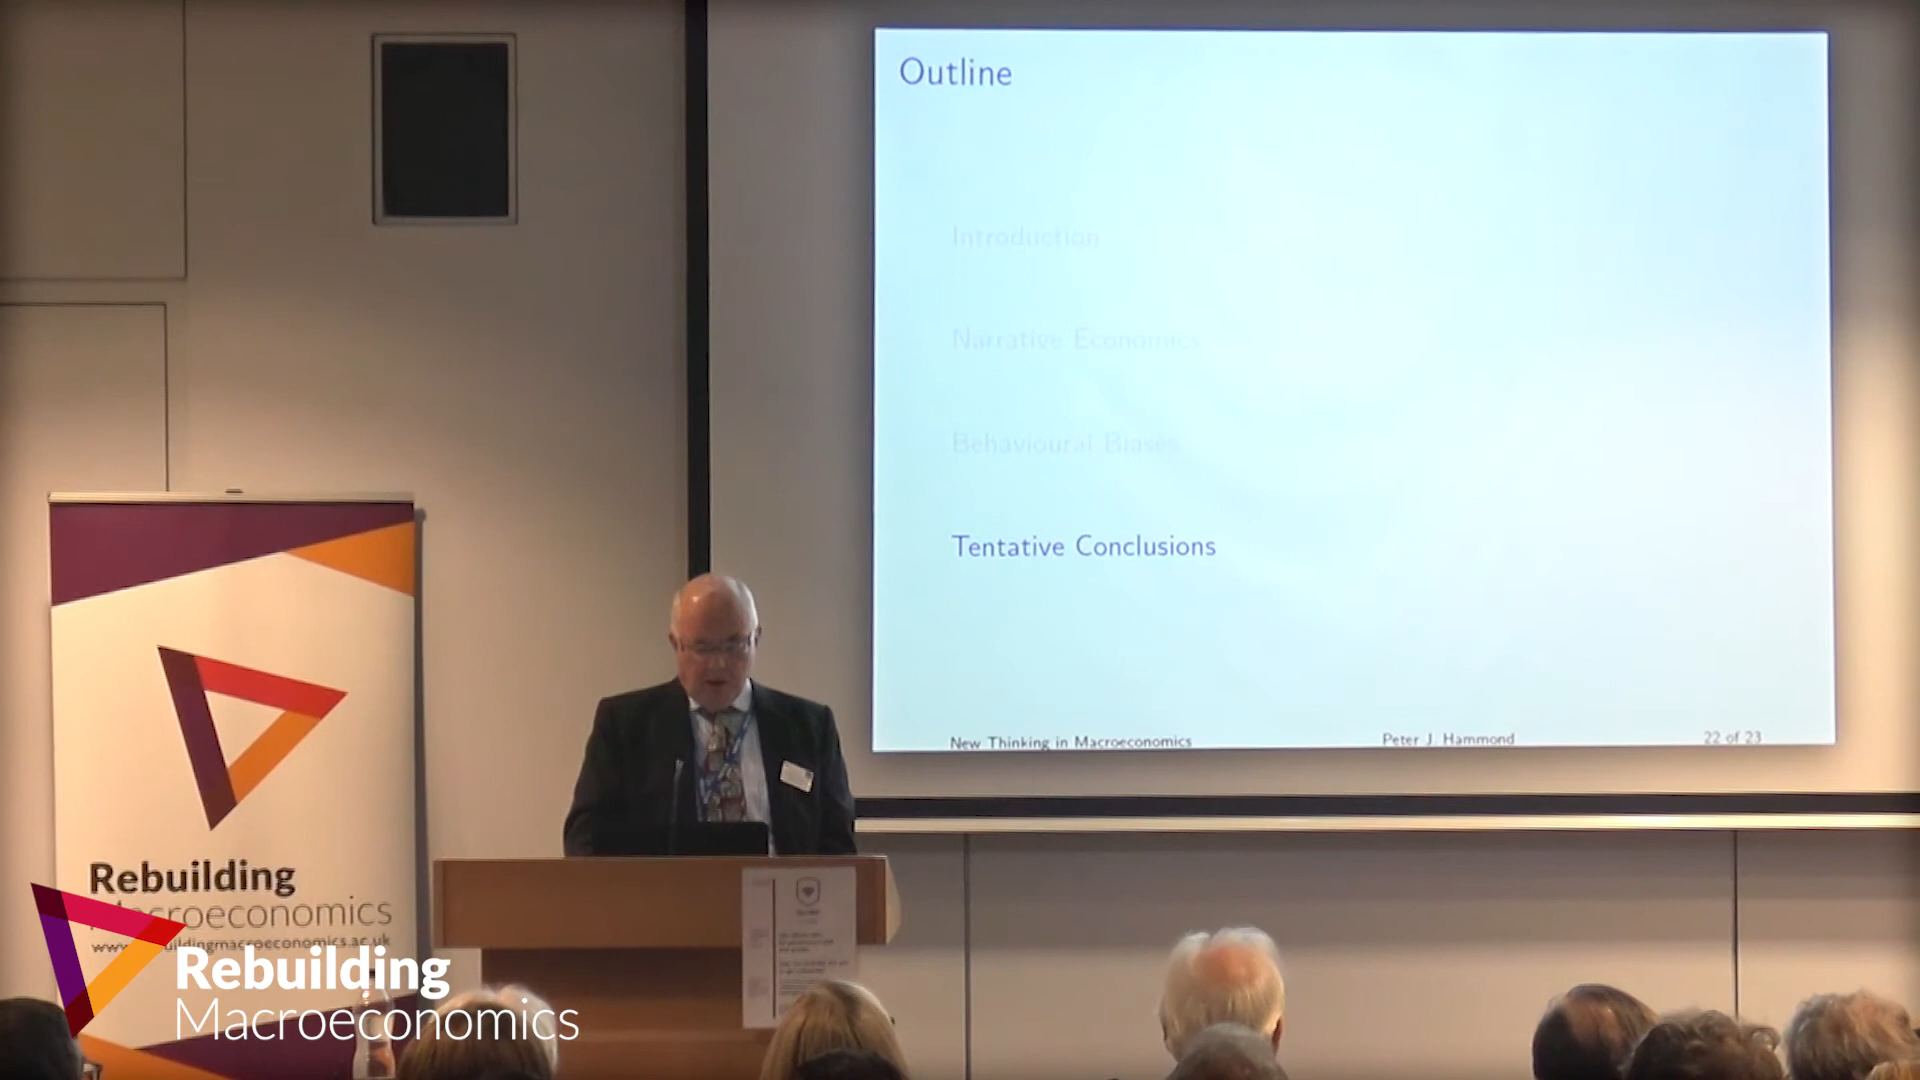 Outline
Introduction
Narrative Economics
Behavioural Biases
Tentative Conclusions
New Thinking in Macroeconomics
Peter J. Hammond
22 of 23
Rebuilding
Macroeconomics
Rebuilding
Macroeconomics